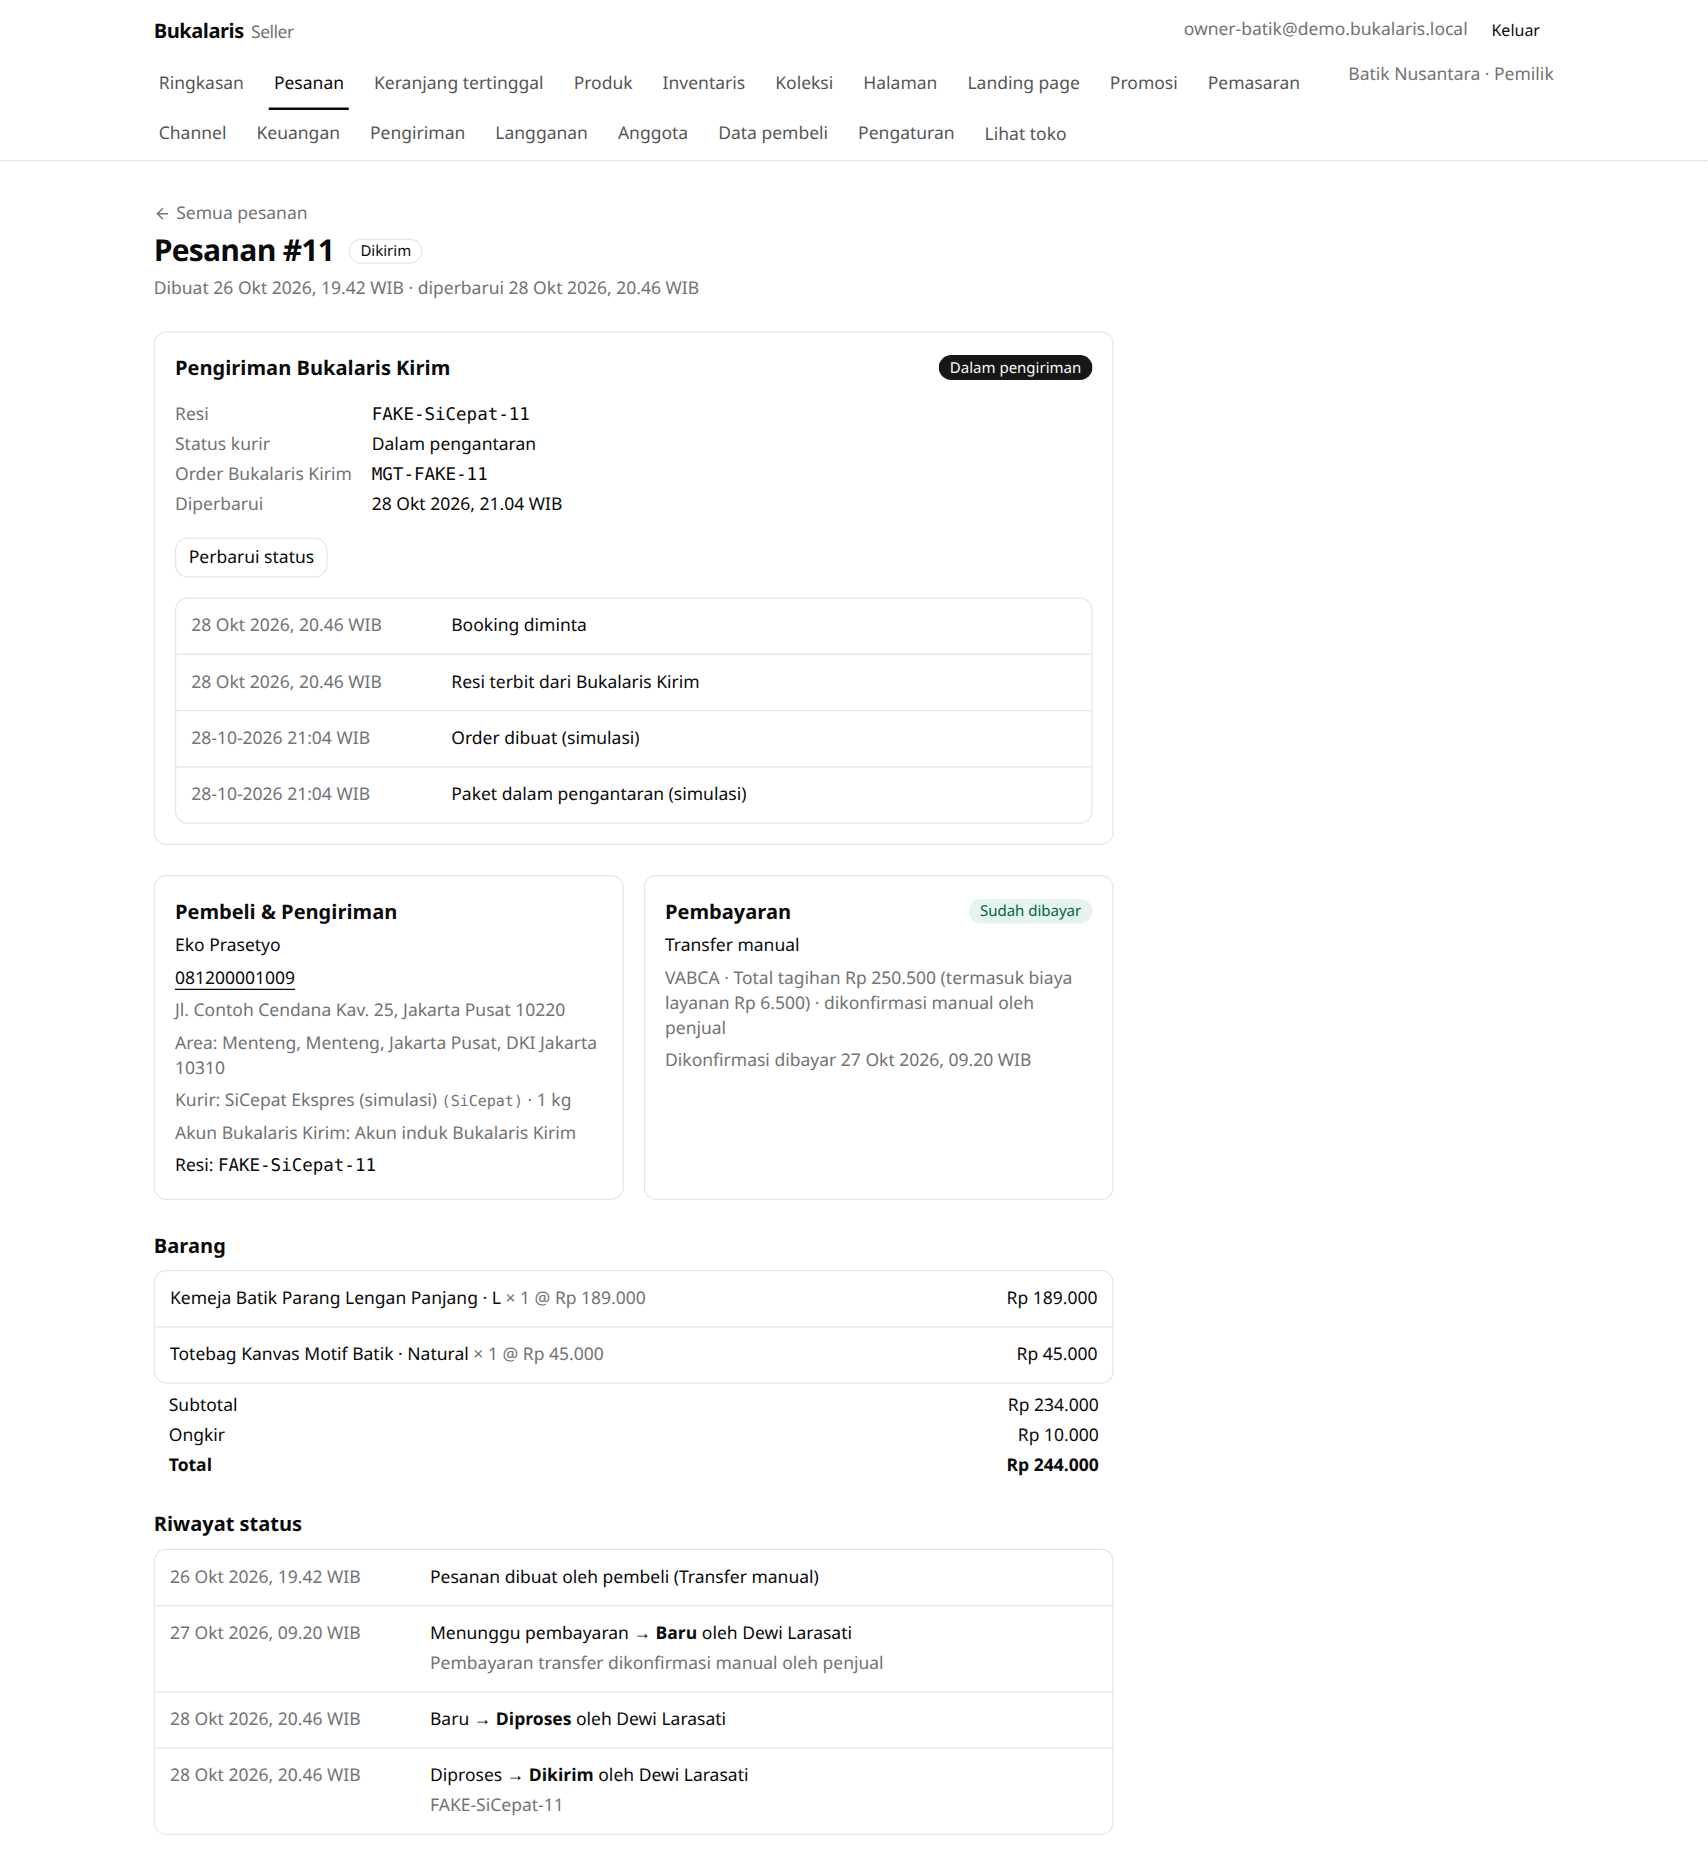 Bukalaris Seller
owner-batik@demo.bukalaris.local Keluar
Ringkasan Pesanan Keranjang tertinggal Produk Inventaris Koleksi Halaman Landing page Promosi Pemasaran
Batik Nusantara · Pemilik
Channel Keuangan Pengiriman Langganan Anggota Data pembeli Pengaturan Lihat toko
← Semua pesanan
Pesanan #11 Dikirim
Dibuat 26 Okt 2026, 19.42 WIB · diperbarui 28 Okt 2026, 20.46 WIB
Pengiriman Bukalaris Kirim Dalam pengiriman
Resi FAKE-SiCepat-11
Status kurir Dalam pengantaran
Order Bukalaris Kirim MGT-FAKE-11
Diperbarui 28 Okt 2026, 21.04 WIB
Perbarui status
28 Okt 2026, 20.46 WIB Booking diminta
28 Okt 2026, 20.46 WIB Resi terbit dari Bukalaris Kirim
28-10-2026 21:04 WIB Order dibuat (simulasi)
28-10-2026 21:04 WIB Paket dalam pengantaran (simulasi)
Pembeli & Pengiriman
Eko Prasetyo
081200001009
Jl. Contoh Cendana Kav. 25, Jakarta Pusat 10220
Area: Menteng, Menteng, Jakarta Pusat, DKI Jakarta
10310
Kurir: SiCepat Ekspres (simulasi) (SiCepat) · 1 kg
Akun Bukalaris Kirim: Akun induk Bukalaris Kirim
Resi: FAKE-SiCepat-11
Pembayaran Sudah dibayar
Transfer manual
VABCA · Total tagihan Rp 250.500 (termasuk biaya
layanan Rp 6.500) · dikonfirmasi manual oleh
penjual
Dikonfirmasi dibayar 27 Okt 2026, 09.20 WIB
Barang
Kemeja Batik Parang Lengan Panjang · L × 1 @ Rp 189.000 Rp 189.000
Totebag Kanvas Motif Batik · Natural × 1 @ Rp 45.000 Rp 45.000
Subtotal Rp 234.000
Ongkir Rp 10.000
Total Rp 244.000
Riwayat status
26 Okt 2026, 19.42 WIB Pesanan dibuat oleh pembeli (Transfer manual)
27 Okt 2026, 09.20 WIB Menunggu pembayaran → Baru oleh Dewi Larasati
Pembayaran transfer dikonfirmasi manual oleh penjual
28 Okt 2026, 20.46 WIB Baru → Diproses oleh Dewi Larasati
28 Okt 2026, 20.46 WIB Diproses → Dikirim oleh Dewi Larasati
FAKE-SiCepat-11